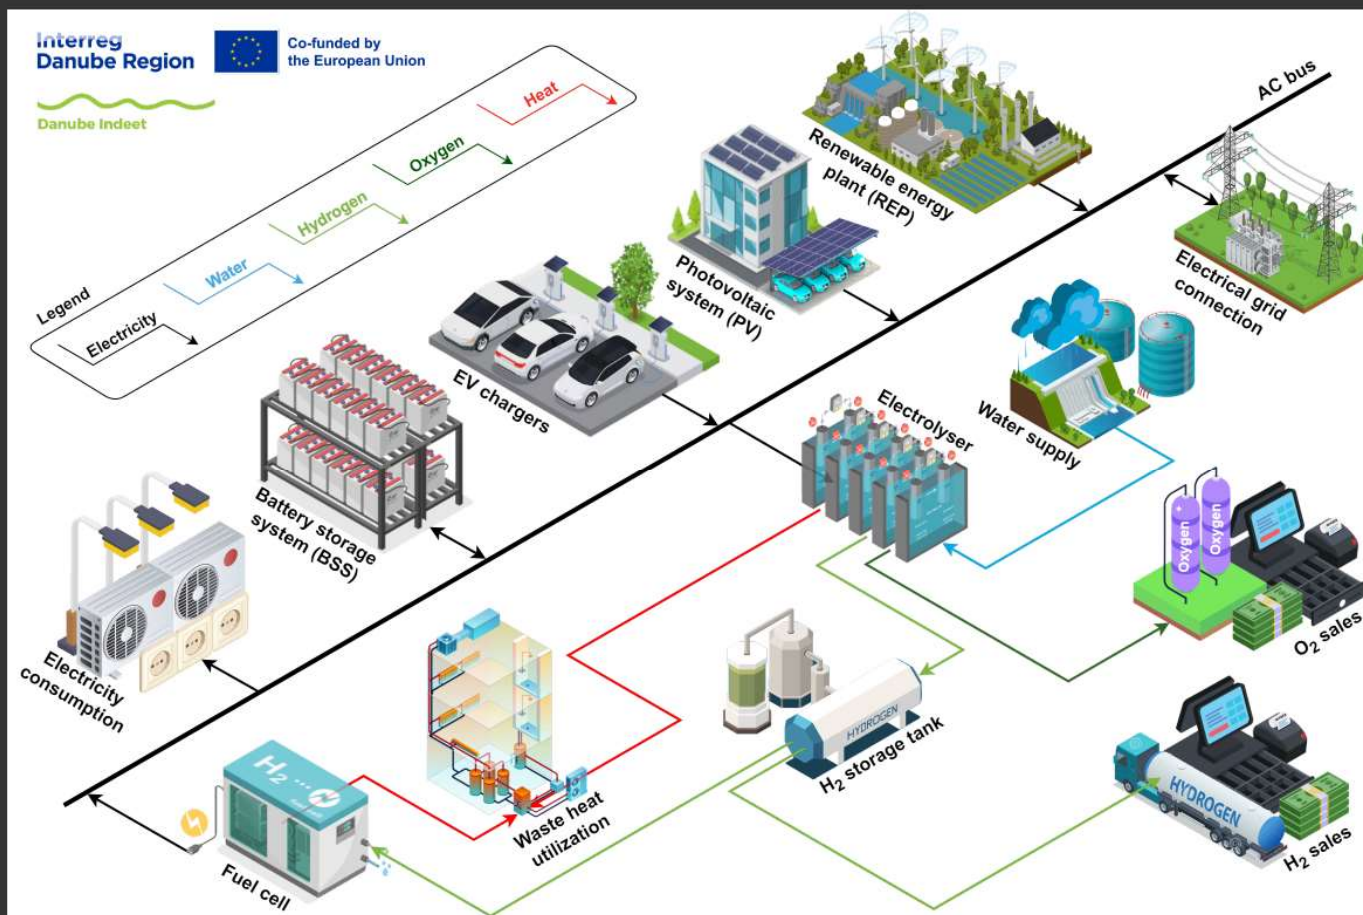 Interreg
Danube Region
Co-funded by
the European Union
Danube Indeet
Legend
Electricity
Water
Hydrogen
Oxygen
Heat
AC bus
Renewable energy
plant (REP)
Electrical grid
connection
Photovoltaic
system (PV)
EV chargers
Water supply
Electrolyser
Battery storage
system (BSS)
Oxygen
Oxygen
O₂ sales
Electricity
consumption
HYDROGEN
H₂ storage tank
H₂...
Fuel cell
Waste heat
utilization
HYDROGEN
H₂ sales